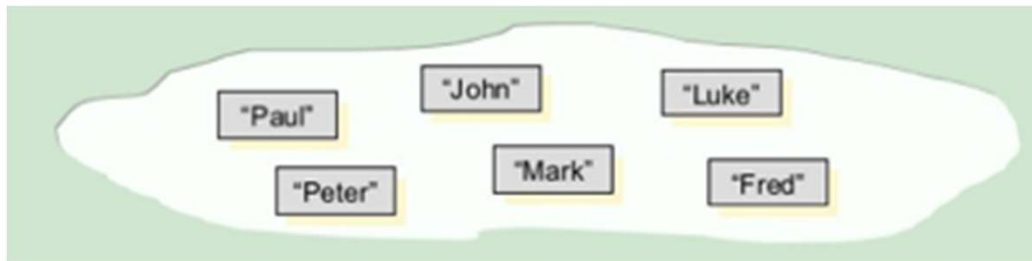 “Paul”
“John”
“Luke”
“Peter”
“Mark”
“Fred”